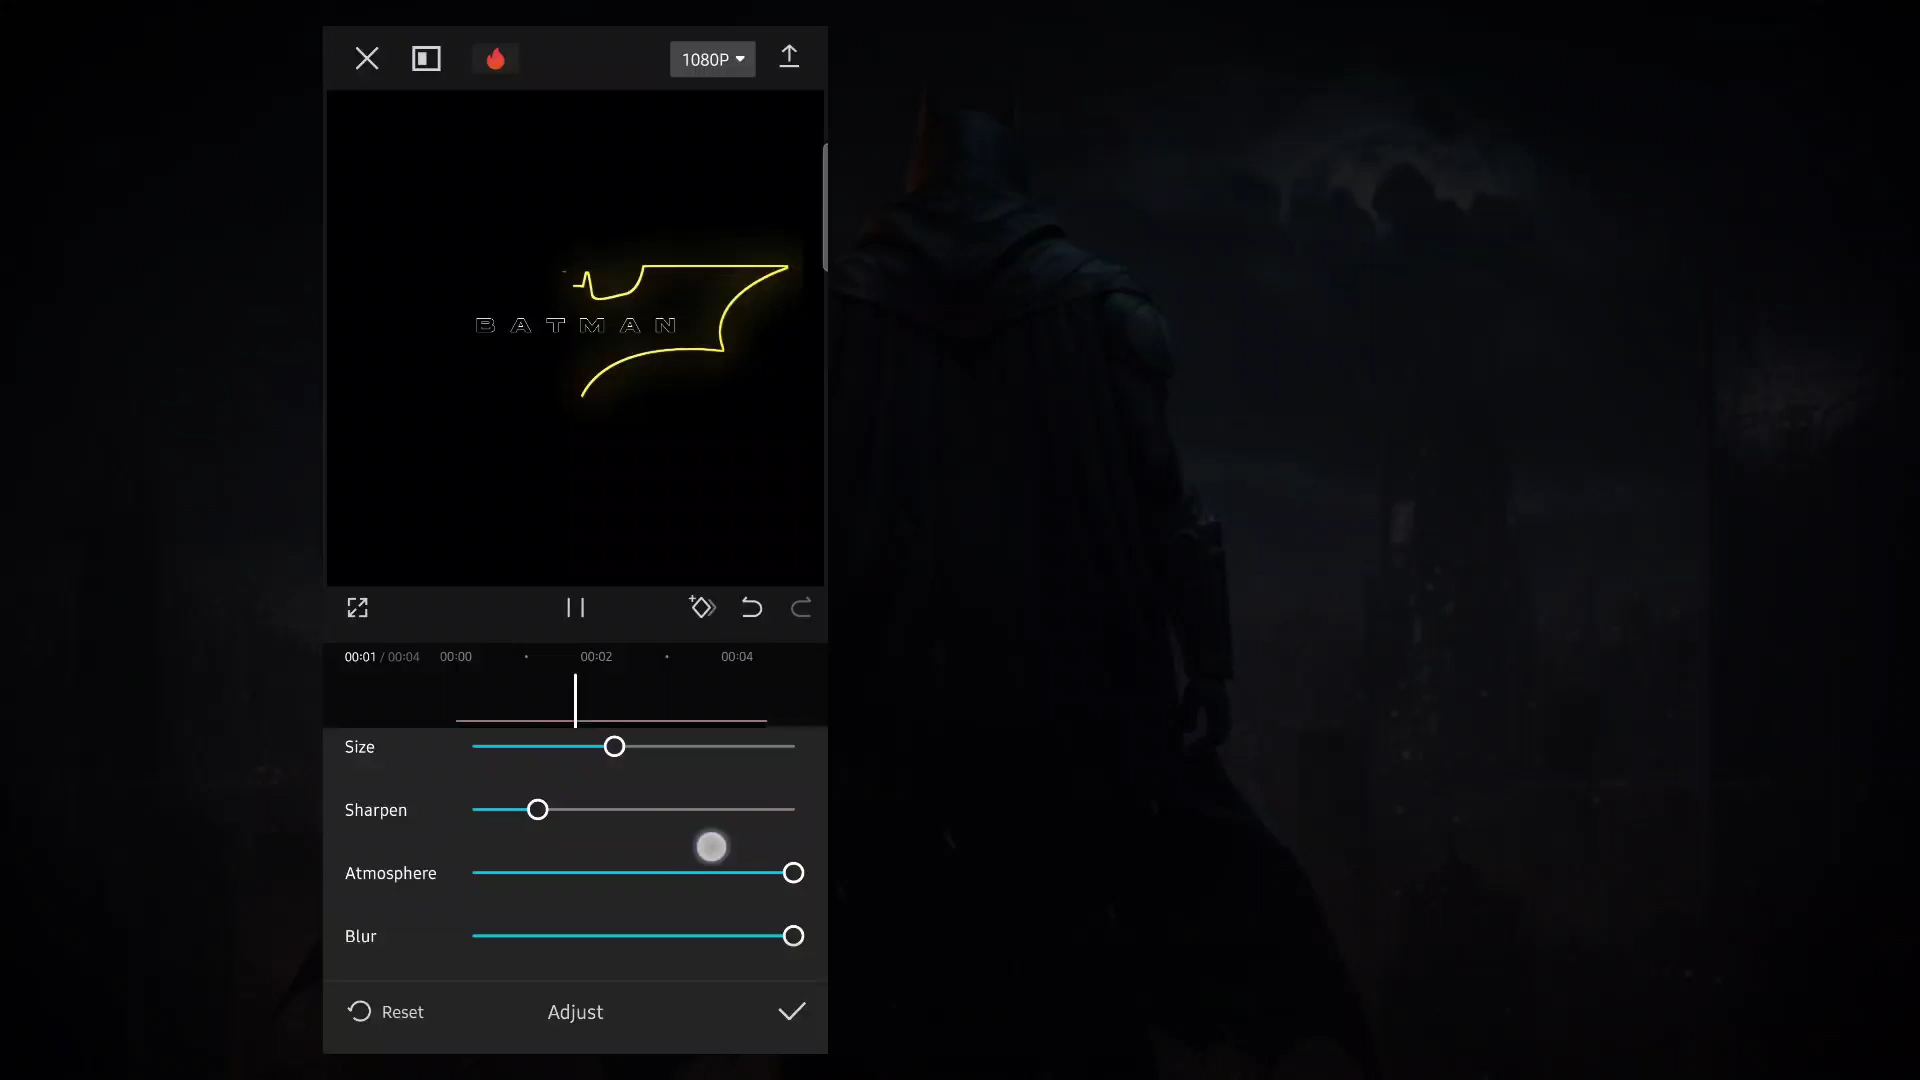 1080P
BATMAN
00:01 / 00:04 00:00 00:02 00:04
Size
Sharpen
Atmosphere
Blur
Reset Adjust